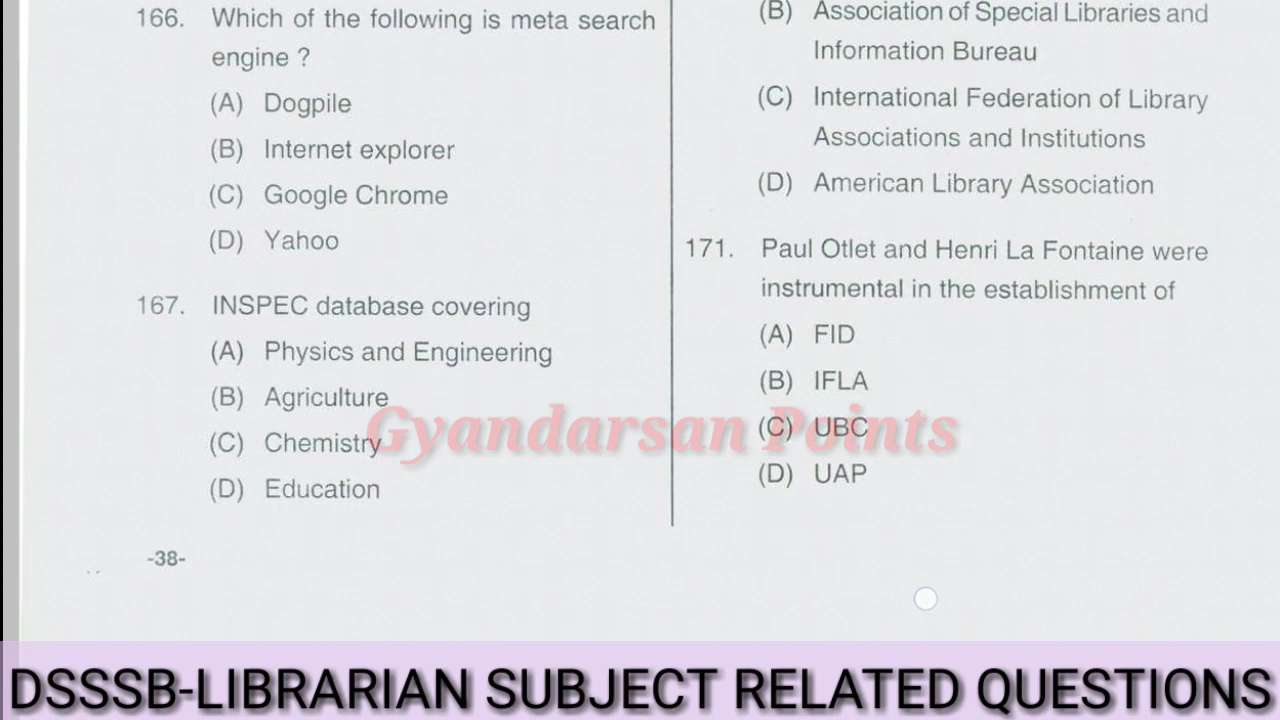 166. Which of the following is meta search
engine ?
(A) Dogpile
(B) Internet explorer
(C) Google Chrome
(D) Yahoo
167. INSPEC database covering
(A) Physics and Engineering
(B) Agriculture
(C) Chemistry
(D) Education
-38-
(B) Association of Special Libraries and
Information Bureau
(C) International Federation of Library
Associations and Institutions
(D) American Library Association
171. Paul Otlet and Henri La Fontaine were
instrumental in the establishment of
(A) FID
(B) IFLA
(C) UBC
(D) UAP
Gyandarsan Points
DSSSB-LIBRARIAN SUBJECT RELATED QUESTIONS